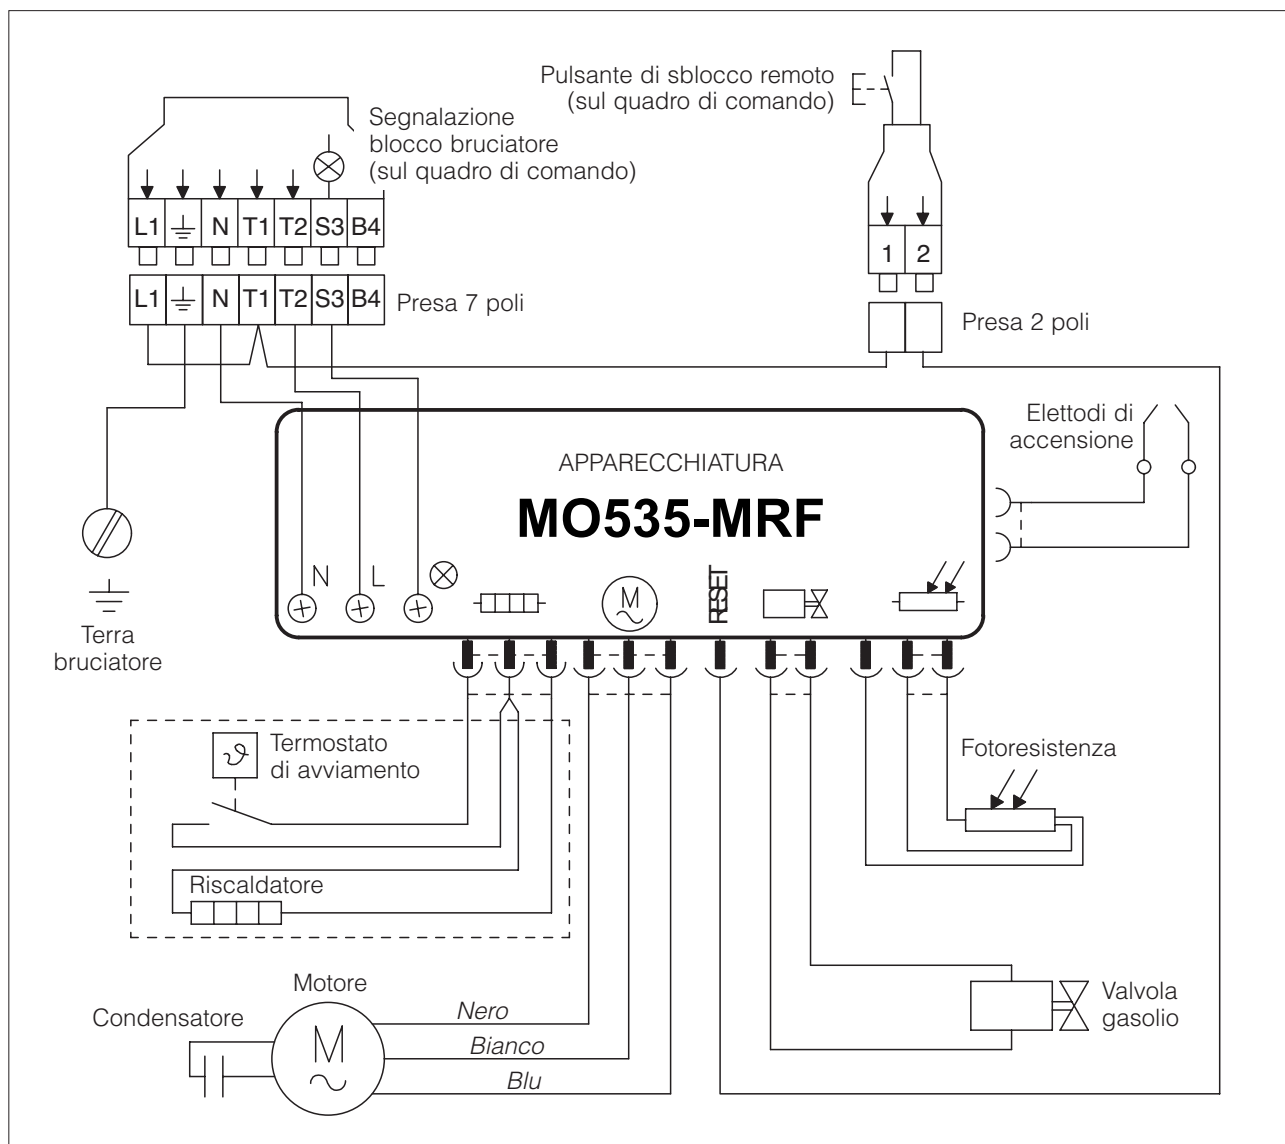 Pulsante di sblocco remoto
(sul quadro di comando)
Segnalazione
blocco bruciatore
(sul quadro di comando)
L1 N T1 T2 S3 B4
1 2
L1 N T1 T2 S3 B4
Presa 7 poli
Presa 2 poli
Elettodi di
accensione
APPARECCHIATURA
MO535-MRF
N L
M
RESET
Terra
bruciatore
Termostato
di avviamento
Fotoresistenza
Riscaldatore
Motore
Condensatore
M
Nero
Bianco
Blu
Valvola
gasolio